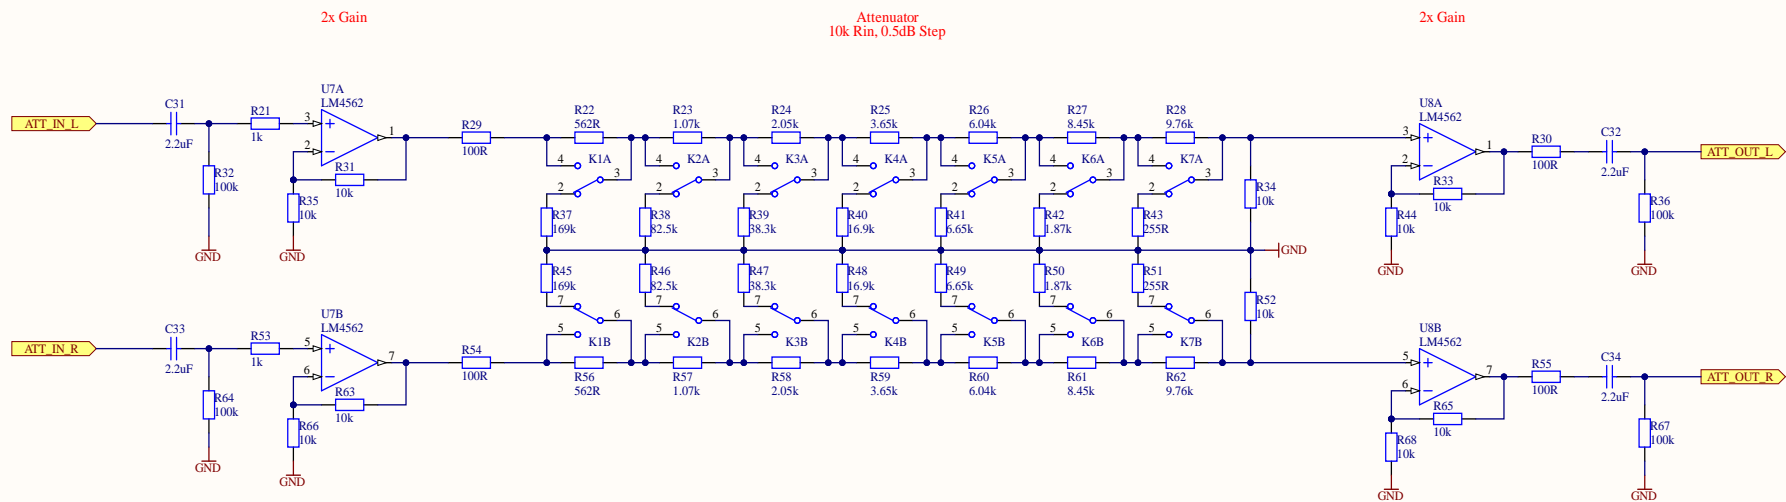 2x Gain
Attenuator
10k Rin, 0.5dB Step
2x Gain
ATT_IN_L
C31
2.2uF
R32
100k
GND
R21
1k
U7A
LM4562
3
2
1
R31
10k
R35
10k
GND
R29
100R
R22
562R
4
K1A
3
2
R37
169k
R23
1.07k
4
K2A
3
2
R38
82.5k
R24
2.05k
4
K3A
3
2
R39
38.3k
R25
3.65k
4
K4A
3
2
R40
16.9k
R26
6.04k
4
K5A
3
2
R41
6.65k
R27
8.45k
4
K6A
3
2
R42
1.87k
R28
9.76k
4
K7A
3
2
R43
255R
R34
10k
GND
U8A
LM4562
3
2
1
R33
10k
R44
10k
GND
R30
100R
C32
2.2uF
R36
100k
GND
ATT_OUT_L
ATT_IN_R
C33
2.2uF
R64
100k
GND
R53
1k
U7B
LM4562
5
6
7
R63
10k
R66
10k
GND
R54
100R
R45
169k
7
6
5
K1B
R56
562R
R46
82.5k
7
6
5
K2B
R57
1.07k
R47
38.3k
7
6
5
K3B
R58
2.05k
R48
16.9k
7
6
5
K4B
R59
3.65k
R49
6.65k
7
6
5
K5B
R60
6.04k
R50
1.87k
7
6
5
K6B
R61
8.45k
R51
255R
7
6
5
K7B
R62
9.76k
R52
10k
U8B
LM4562
5
6
7
R65
10k
R68
10k
GND
R55
100R
C34
2.2uF
R67
100k
GND
ATT_OUT_R